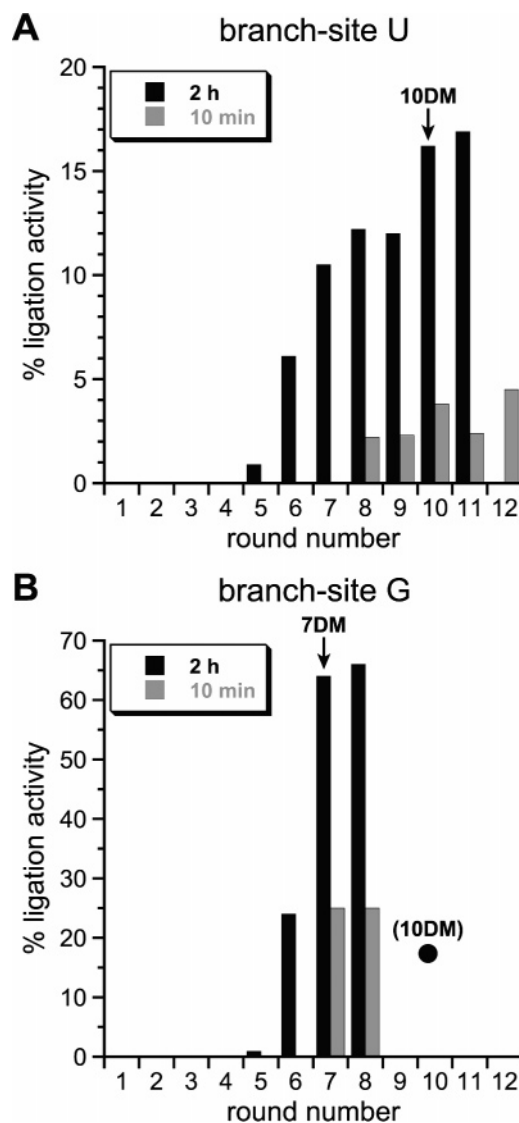 A
branch-site U
20
15
10
5
0
% ligation activity
2 h
10 min
10DM
1 2 3 4 5 6 7 8 9 10 11 12
round number
B
branch-site G
70
60
50
40
30
20
10
0
% ligation activity
2 h
10 min
7DM
(10DM)
1 2 3 4 5 6 7 8 9 10 11 12
round number